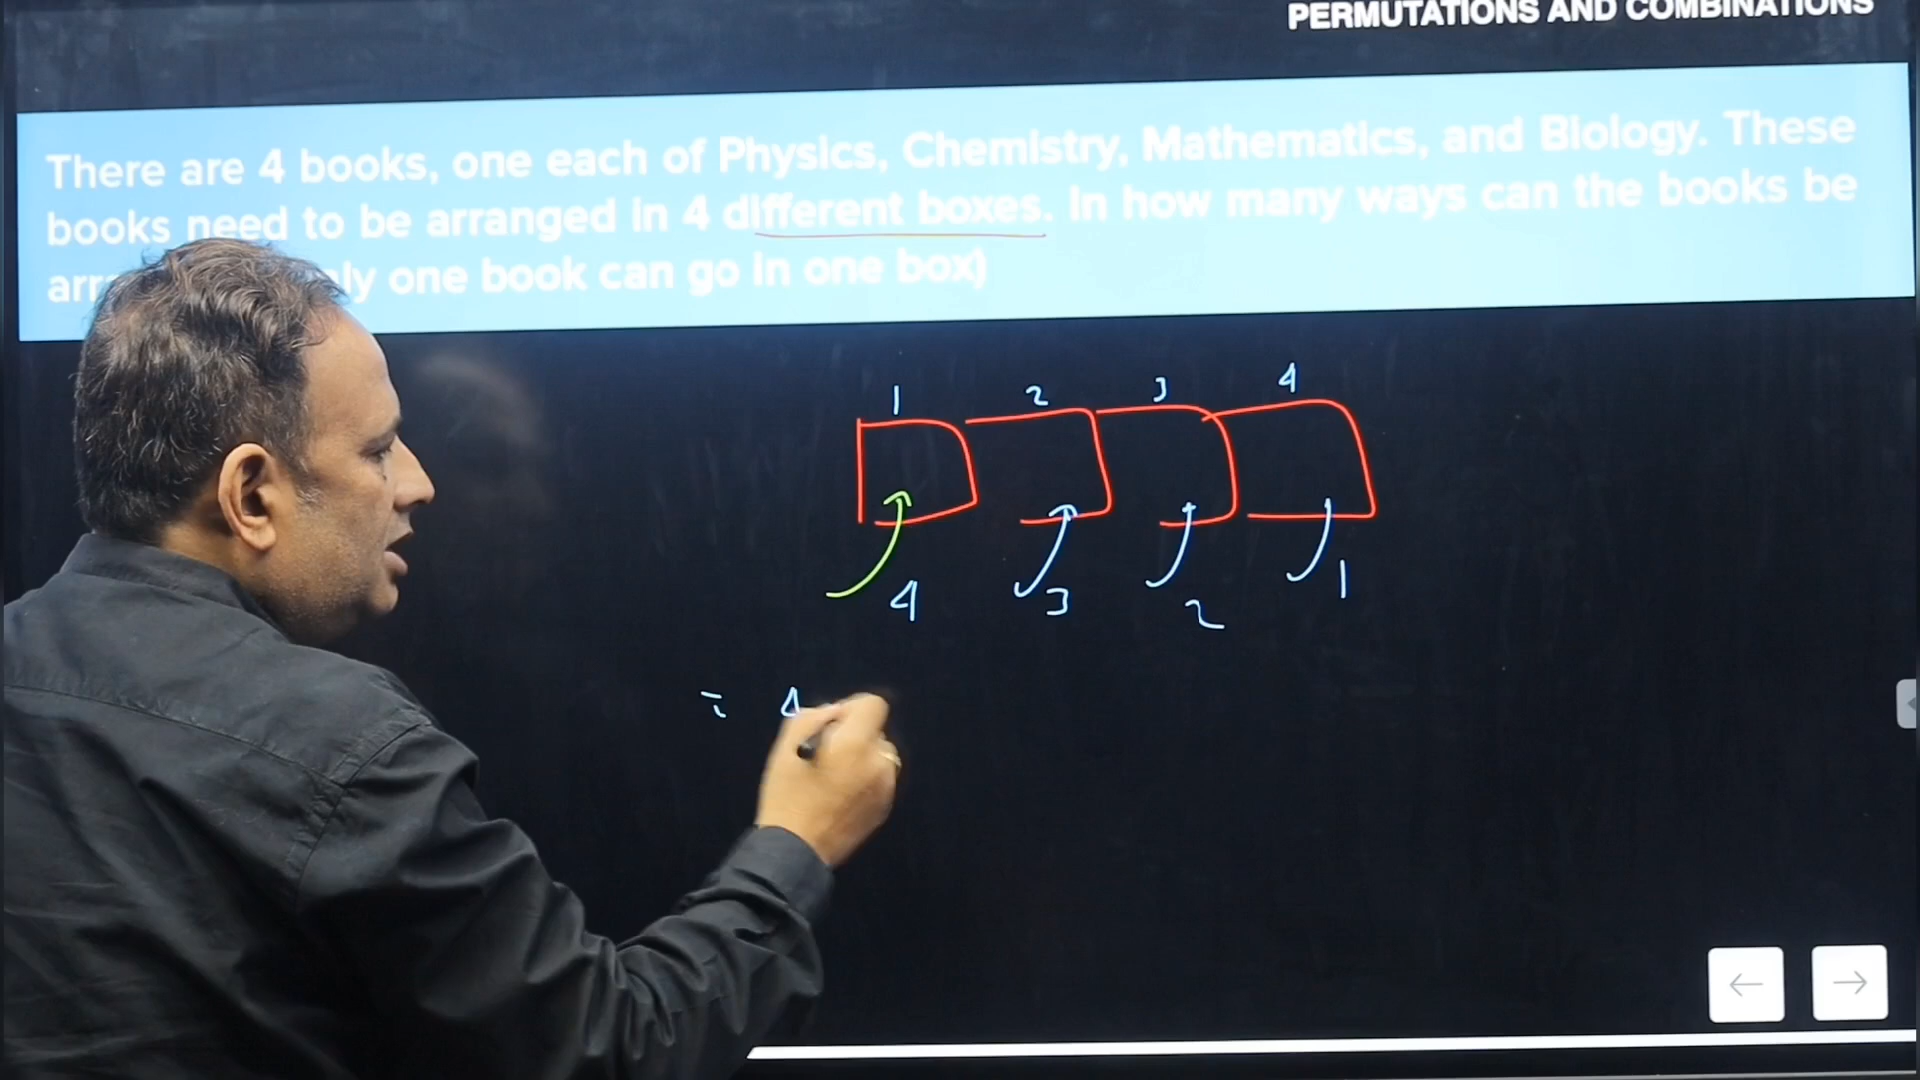 PERMUTATIONS AND COMBINATIONS
There are 4 books, one each of Physics, Chemistry, Mathematics, and Biology. These
books need to be arranged in 4 different boxes. In how many ways can the books be
one book can go in one box)
1 2 3 4
4 3 2 1
= 4